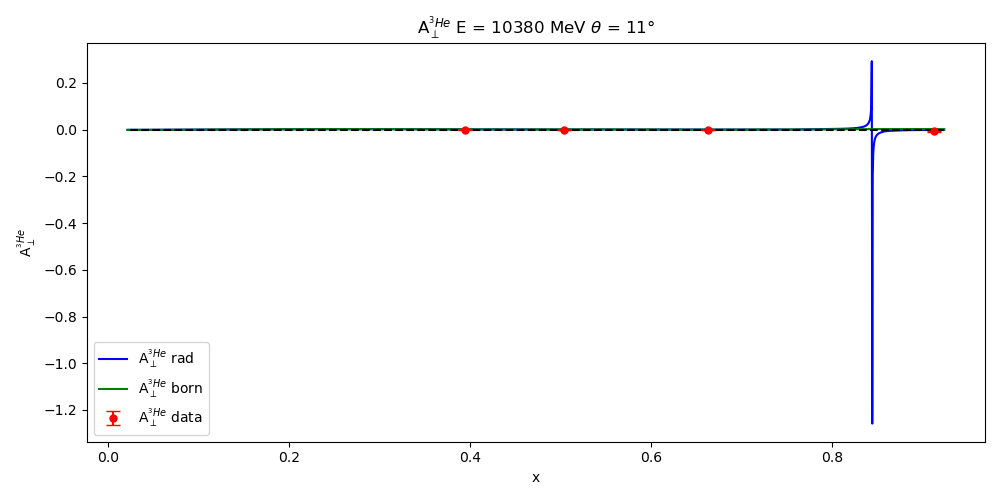 A⊥^3He E = 10380 MeV θ = 11°
A⊥^3He
0.2
0.0
−0.2
−0.4
−0.6
−0.8
−1.0
−1.2
A⊥^3He rad
A⊥^3He born
A⊥^3He data
0.0 0.2 0.4 0.6 0.8
x